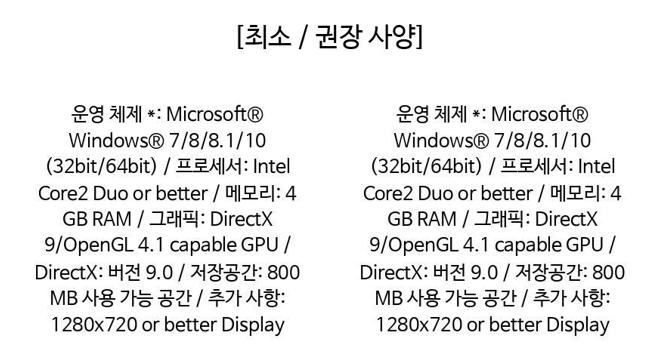 [최소 / 권장 사양]
운영 체제 *: Microsoft®
Windows® 7/8/8.1/10
(32bit/64bit) / 프로세서: Intel
Core2 Duo or better / 메모리: 4
GB RAM / 그래픽: DirectX
9/OpenGL 4.1 capable GPU /
DirectX: 버전 9.0 / 저장공간: 800
MB 사용 가능 공간 / 추가 사항:
1280x720 or better Display
운영 체제 *: Microsoft®
Windows® 7/8/8.1/10
(32bit/64bit) / 프로세서: Intel
Core2 Duo or better / 메모리: 4
GB RAM / 그래픽: DirectX
9/OpenGL 4.1 capable GPU /
DirectX: 버전 9.0 / 저장공간: 800
MB 사용 가능 공간 / 추가 사항:
1280x720 or better Display